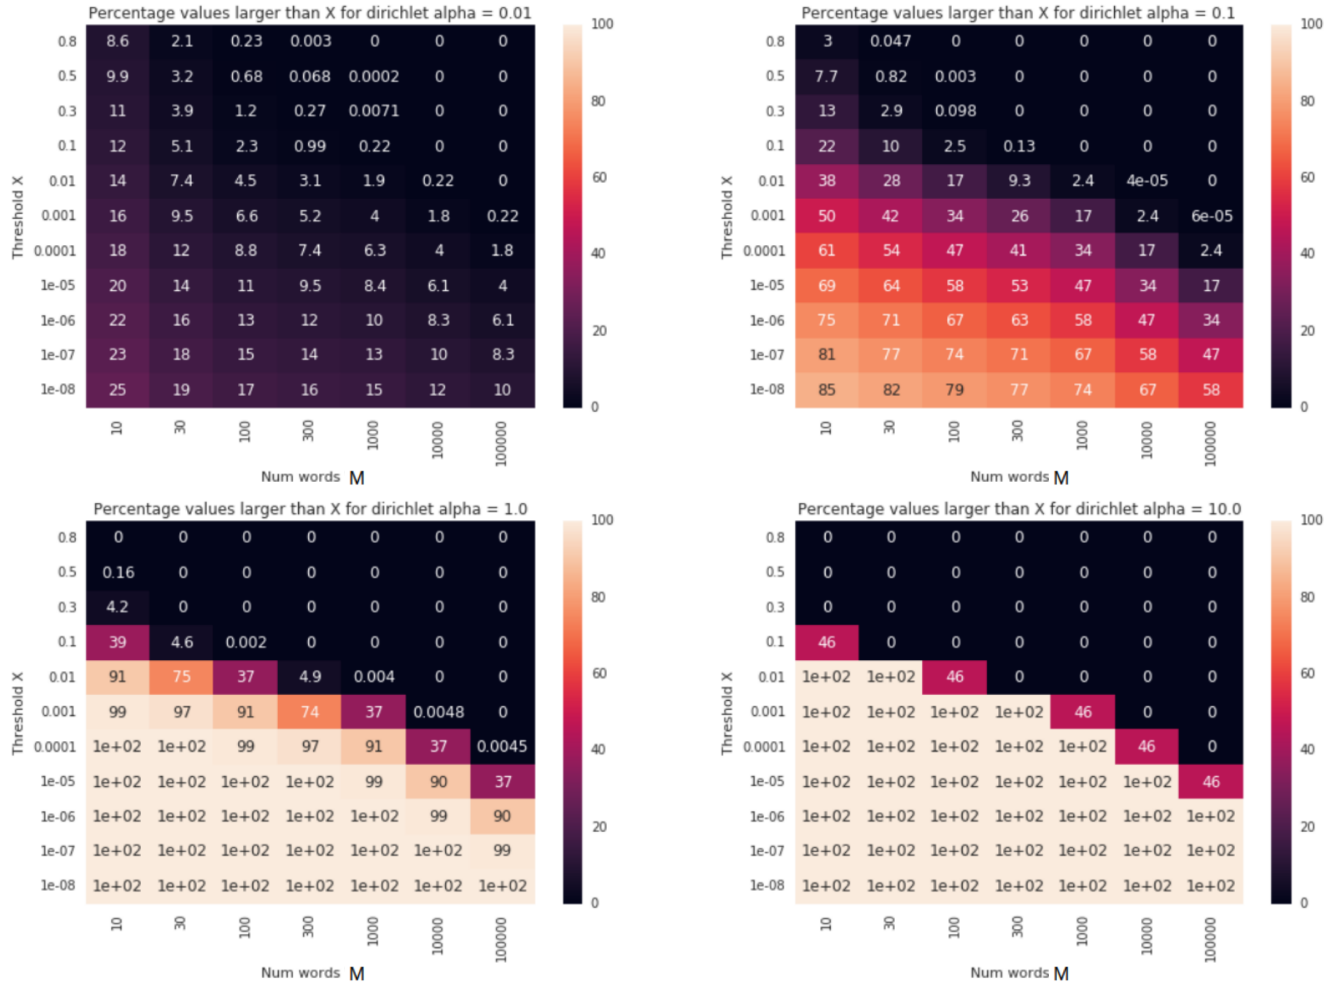 Percentage values larger than X for dirichlet alpha = 0.01
Threshold X
0.8 8.6 2.1 0.23 0.003 0 0 0
0.5 9.9 3.2 0.68 0.068 0.0002 0 0
0.3 11 3.9 1.2 0.27 0.0071 0 0
0.1 12 5.1 2.3 0.99 0.22 0 0
0.01 14 7.4 4.5 3.1 1.9 0.22 0
0.001 16 9.5 6.6 5.2 4 1.8 0.22
0.0001 18 12 8.8 7.4 6.3 4 1.8
1e-05 20 14 11 9.5 8.4 6.1 4
1e-06 22 16 13 12 10 8.3 6.1
1e-07 23 18 15 14 13 10 8.3
1e-08 25 19 17 16 15 12 10
10 30 100 300 1000 10000 100000
Num words M
100
80
60
40
20
0
Percentage values larger than X for dirichlet alpha = 0.1
Threshold X
0.8 3 0.047 0 0 0 0 0
0.5 7.7 0.82 0.003 0 0 0 0
0.3 13 2.9 0.098 0 0 0 0
0.1 22 10 2.5 0.13 0 0 0
0.01 38 28 17 9.3 2.4 4e-05 0
0.001 50 42 34 26 17 2.4 6e-05
0.0001 61 54 47 41 34 17 2.4
1e-05 69 64 58 53 47 34 17
1e-06 75 71 67 63 58 47 34
1e-07 81 77 74 71 67 58 47
1e-08 85 82 79 77 74 67 58
10 30 100 300 1000 10000 100000
Num words M
100
80
60
40
20
0
Percentage values larger than X for dirichlet alpha = 1.0
Threshold X
0.8 0 0 0 0 0 0 0
0.5 0.16 0 0 0 0 0 0
0.3 4.2 0 0 0 0 0 0
0.1 39 4.6 0.002 0 0 0 0
0.01 91 75 37 4.9 0.004 0 0
0.001 99 97 91 74 37 0.0048 0
0.0001 1e+02 1e+02 99 97 91 37 0.0045
1e-05 1e+02 1e+02 1e+02 1e+02 99 90 37
1e-06 1e+02 1e+02 1e+02 1e+02 1e+02 99 90
1e-07 1e+02 1e+02 1e+02 1e+02 1e+02 1e+02 99
1e-08 1e+02 1e+02 1e+02 1e+02 1e+02 1e+02 1e+02
10 30 100 300 1000 10000 100000
Num words M
100
80
60
40
20
0
Percentage values larger than X for dirichlet alpha = 10.0
Threshold X
0.8 0 0 0 0 0 0 0
0.5 0 0 0 0 0 0 0
0.3 0 0 0 0 0 0 0
0.1 46 0 0 0 0 0 0
0.01 1e+02 1e+02 46 0 0 0 0
0.001 1e+02 1e+02 1e+02 1e+02 46 0 0
0.0001 1e+02 1e+02 1e+02 1e+02 1e+02 46 0
1e-05 1e+02 1e+02 1e+02 1e+02 1e+02 1e+02 46
1e-06 1e+02 1e+02 1e+02 1e+02 1e+02 1e+02 1e+02
1e-07 1e+02 1e+02 1e+02 1e+02 1e+02 1e+02 1e+02
1e-08 1e+02 1e+02 1e+02 1e+02 1e+02 1e+02 1e+02
10 30 100 300 1000 10000 100000
Num words M
100
80
60
40
20
0